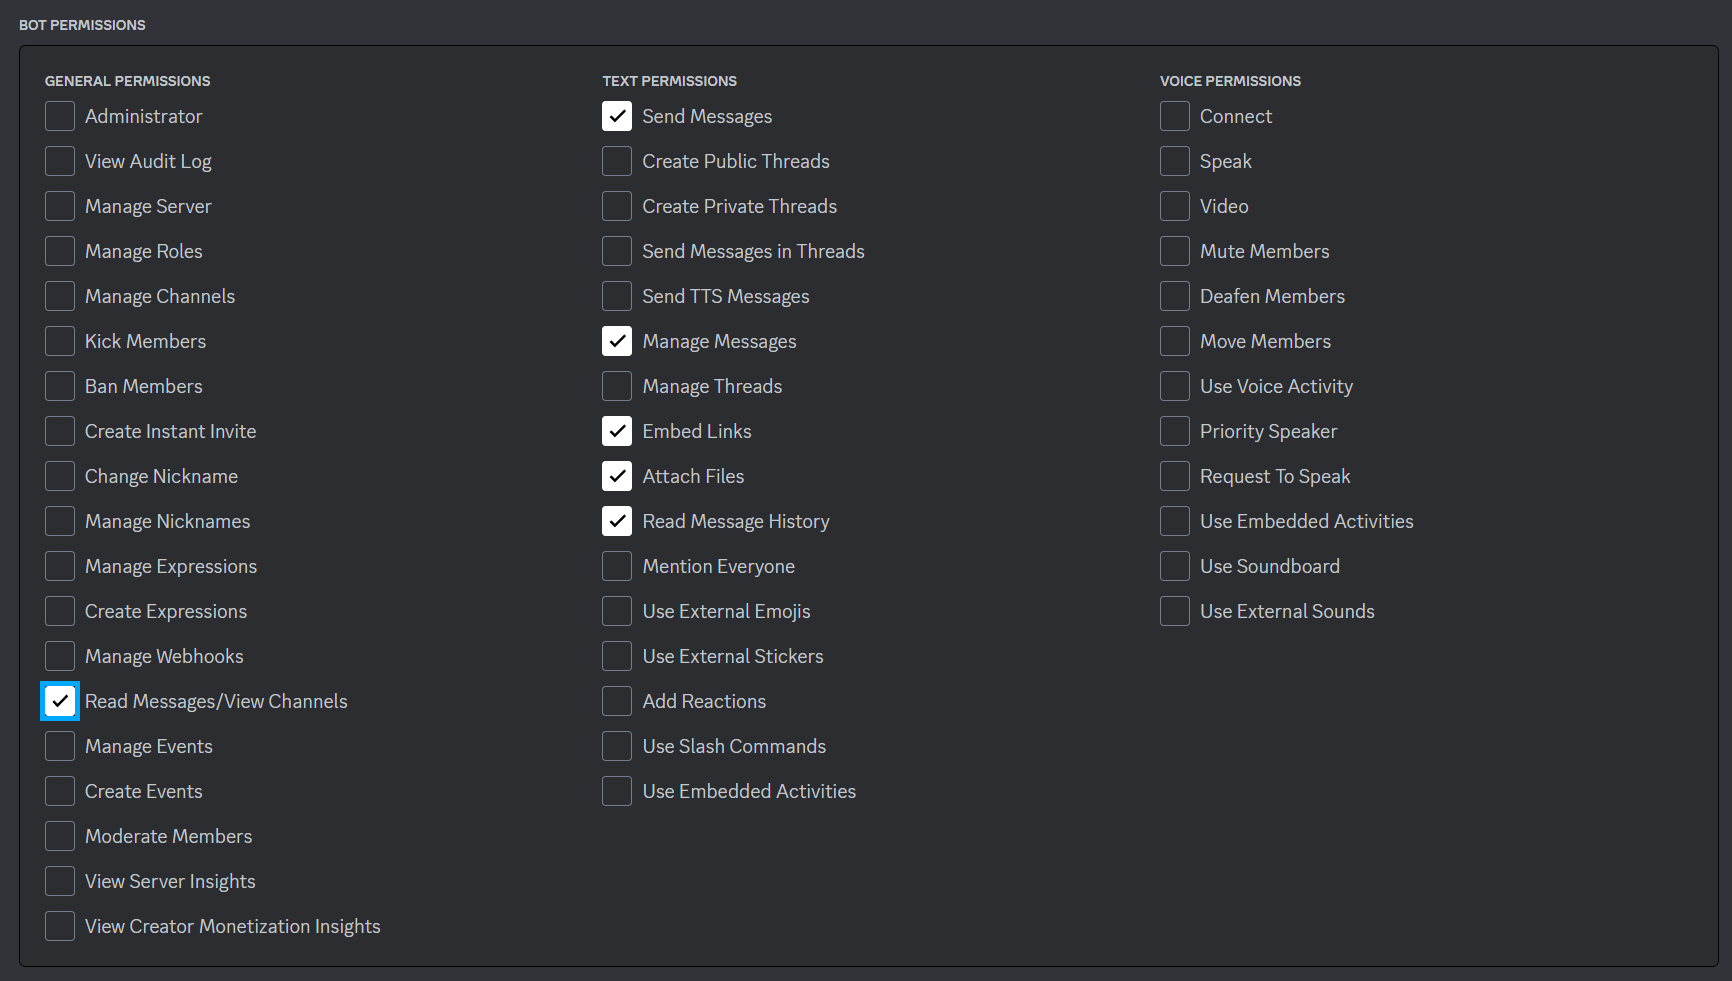 BOT PERMISSIONS
GENERAL PERMISSIONS
Administrator
View Audit Log
Manage Server
Manage Roles
Manage Channels
Kick Members
Ban Members
Create Instant Invite
Change Nickname
Manage Nicknames
Manage Expressions
Create Expressions
Manage Webhooks
Read Messages/View Channels
Manage Events
Create Events
Moderate Members
View Server Insights
View Creator Monetization Insights
TEXT PERMISSIONS
Send Messages
Create Public Threads
Create Private Threads
Send Messages in Threads
Send TTS Messages
Manage Messages
Manage Threads
Embed Links
Attach Files
Read Message History
Mention Everyone
Use External Emojis
Use External Stickers
Add Reactions
Use Slash Commands
Use Embedded Activities
VOICE PERMISSIONS
Connect
Speak
Video
Mute Members
Deafen Members
Move Members
Use Voice Activity
Priority Speaker
Request To Speak
Use Embedded Activities
Use Soundboard
Use External Sounds